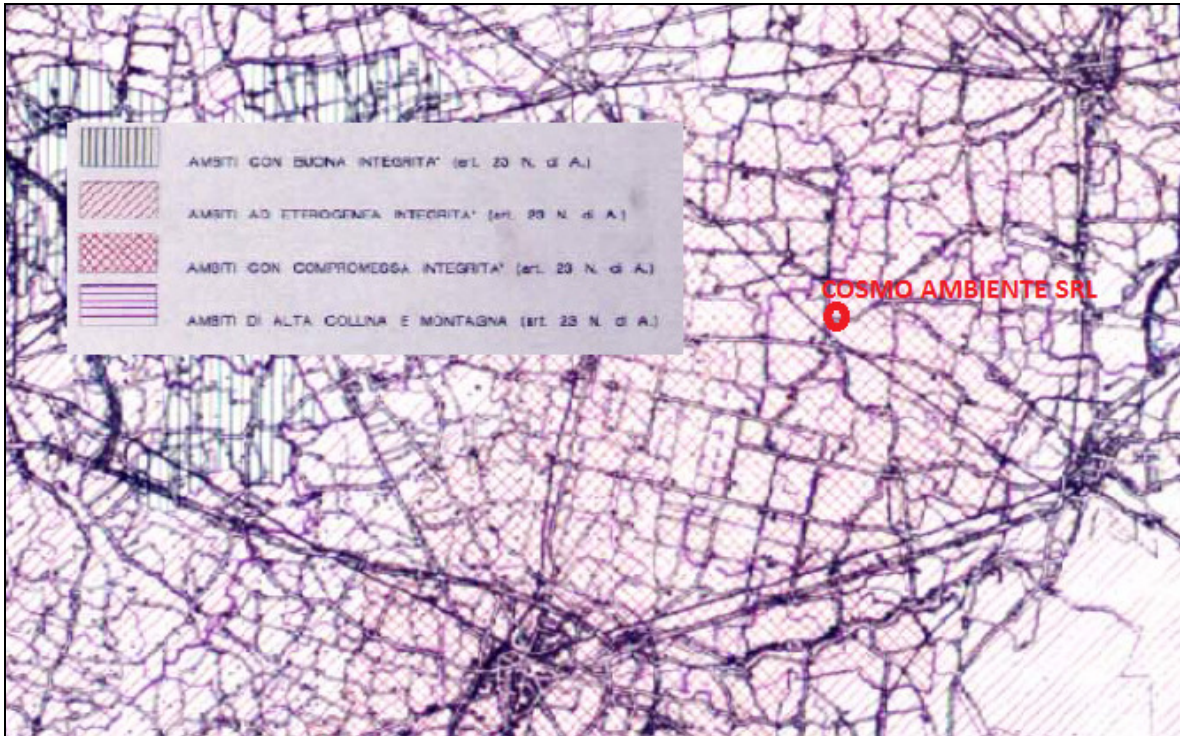 AMBITI CON BUONA INTEGRITA' (art. 23 N. di A.)
AMBITI AD ETEROGENEA INTEGRITA' (art. 23 N. di A.)
AMBITI CON COMPROMESSA INTEGRITA' (art. 23 N. di A.)
AMBITI DI ALTA COLLINA E MONTAGNA (art. 23 N. di A.)
COSMO AMBIENTE SRL